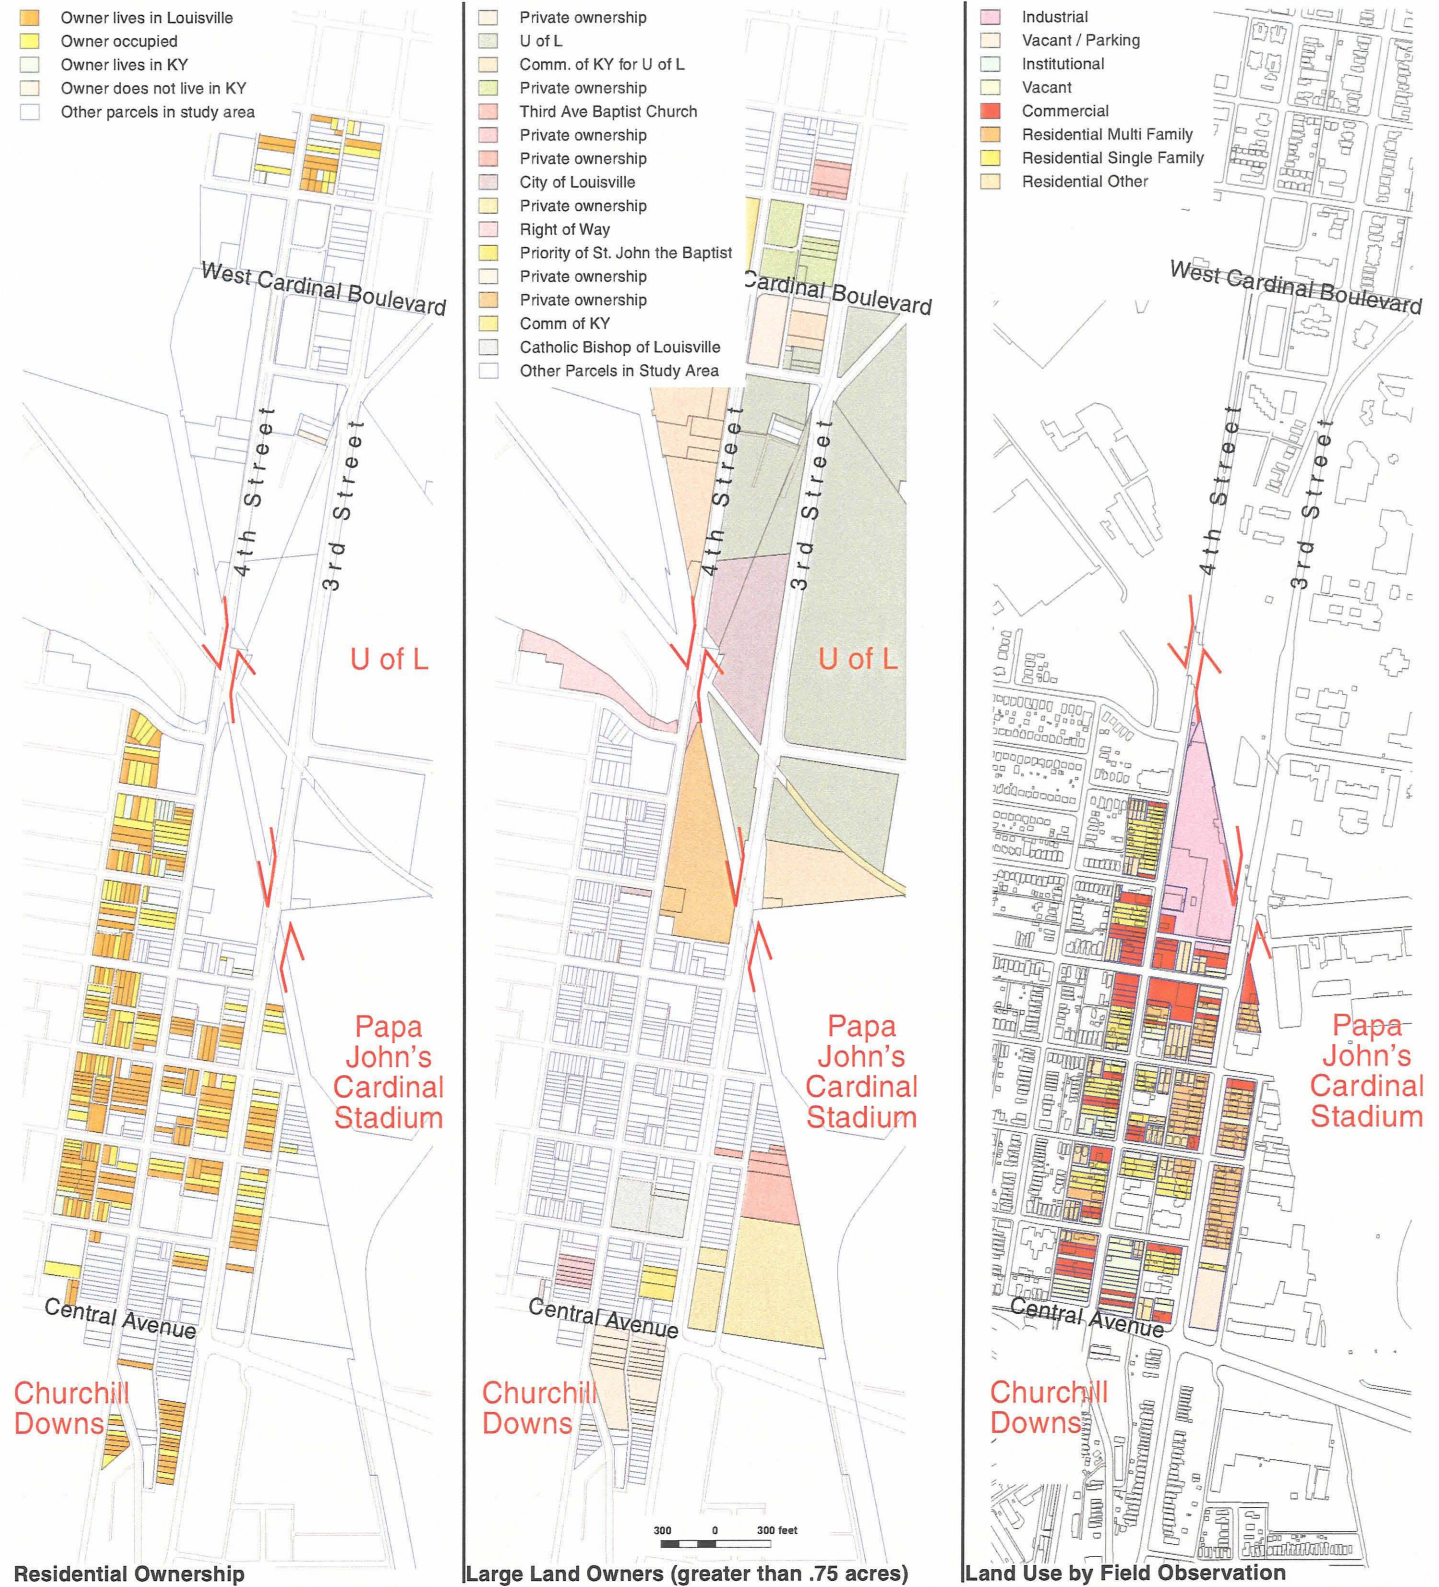 Owner lives in Louisville
Owner occupied
Owner lives in KY
Owner does not live in KY
Other parcels in study area
West Cardinal Boulevard
4th Street
3rd Street
U of L
Papa
John's
Cardinal
Stadium
Central Avenue
Churchill
Downs
Residential Ownership
Private ownership
U of L
Comm. of KY for U of L
Private ownership
Third Ave Baptist Church
Private ownership
Private ownership
City of Louisville
Private ownership
Right of Way
Priority of St. John the Baptist
Private ownership
Private ownership
Comm of KY
Catholic Bishop of Louisville
Other Parcels in Study Area
Cardinal Boulevard
4th Street
3rd Street
U of L
Papa
John's
Cardinal
Stadium
Central Avenue
Churchill
Downs
300 0 300 feet
Large Land Owners (greater than .75 acres)
Industrial
Vacant / Parking
Institutional
Vacant
Commercial
Residential Multi Family
Residential Single Family
Residential Other
West Cardinal Boulevard
4th Street
3rd Street
Papa
John's
Cardinal
Stadium
Central Avenue
Churchill
Downs
Land Use by Field Observation